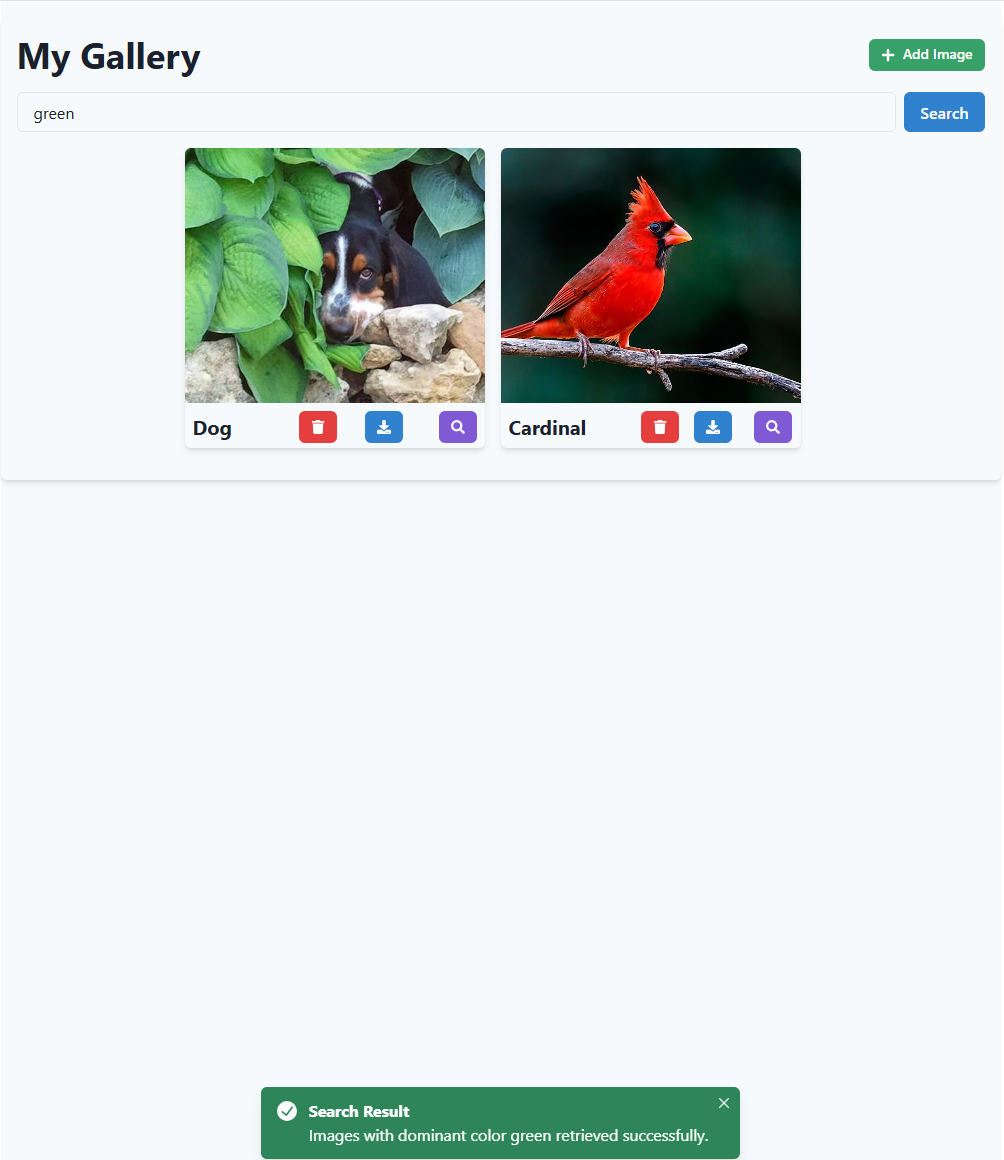 My Gallery
Add Image
green
Search
Dog
Cardinal
Search Result
Images with dominant color green retrieved successfully.